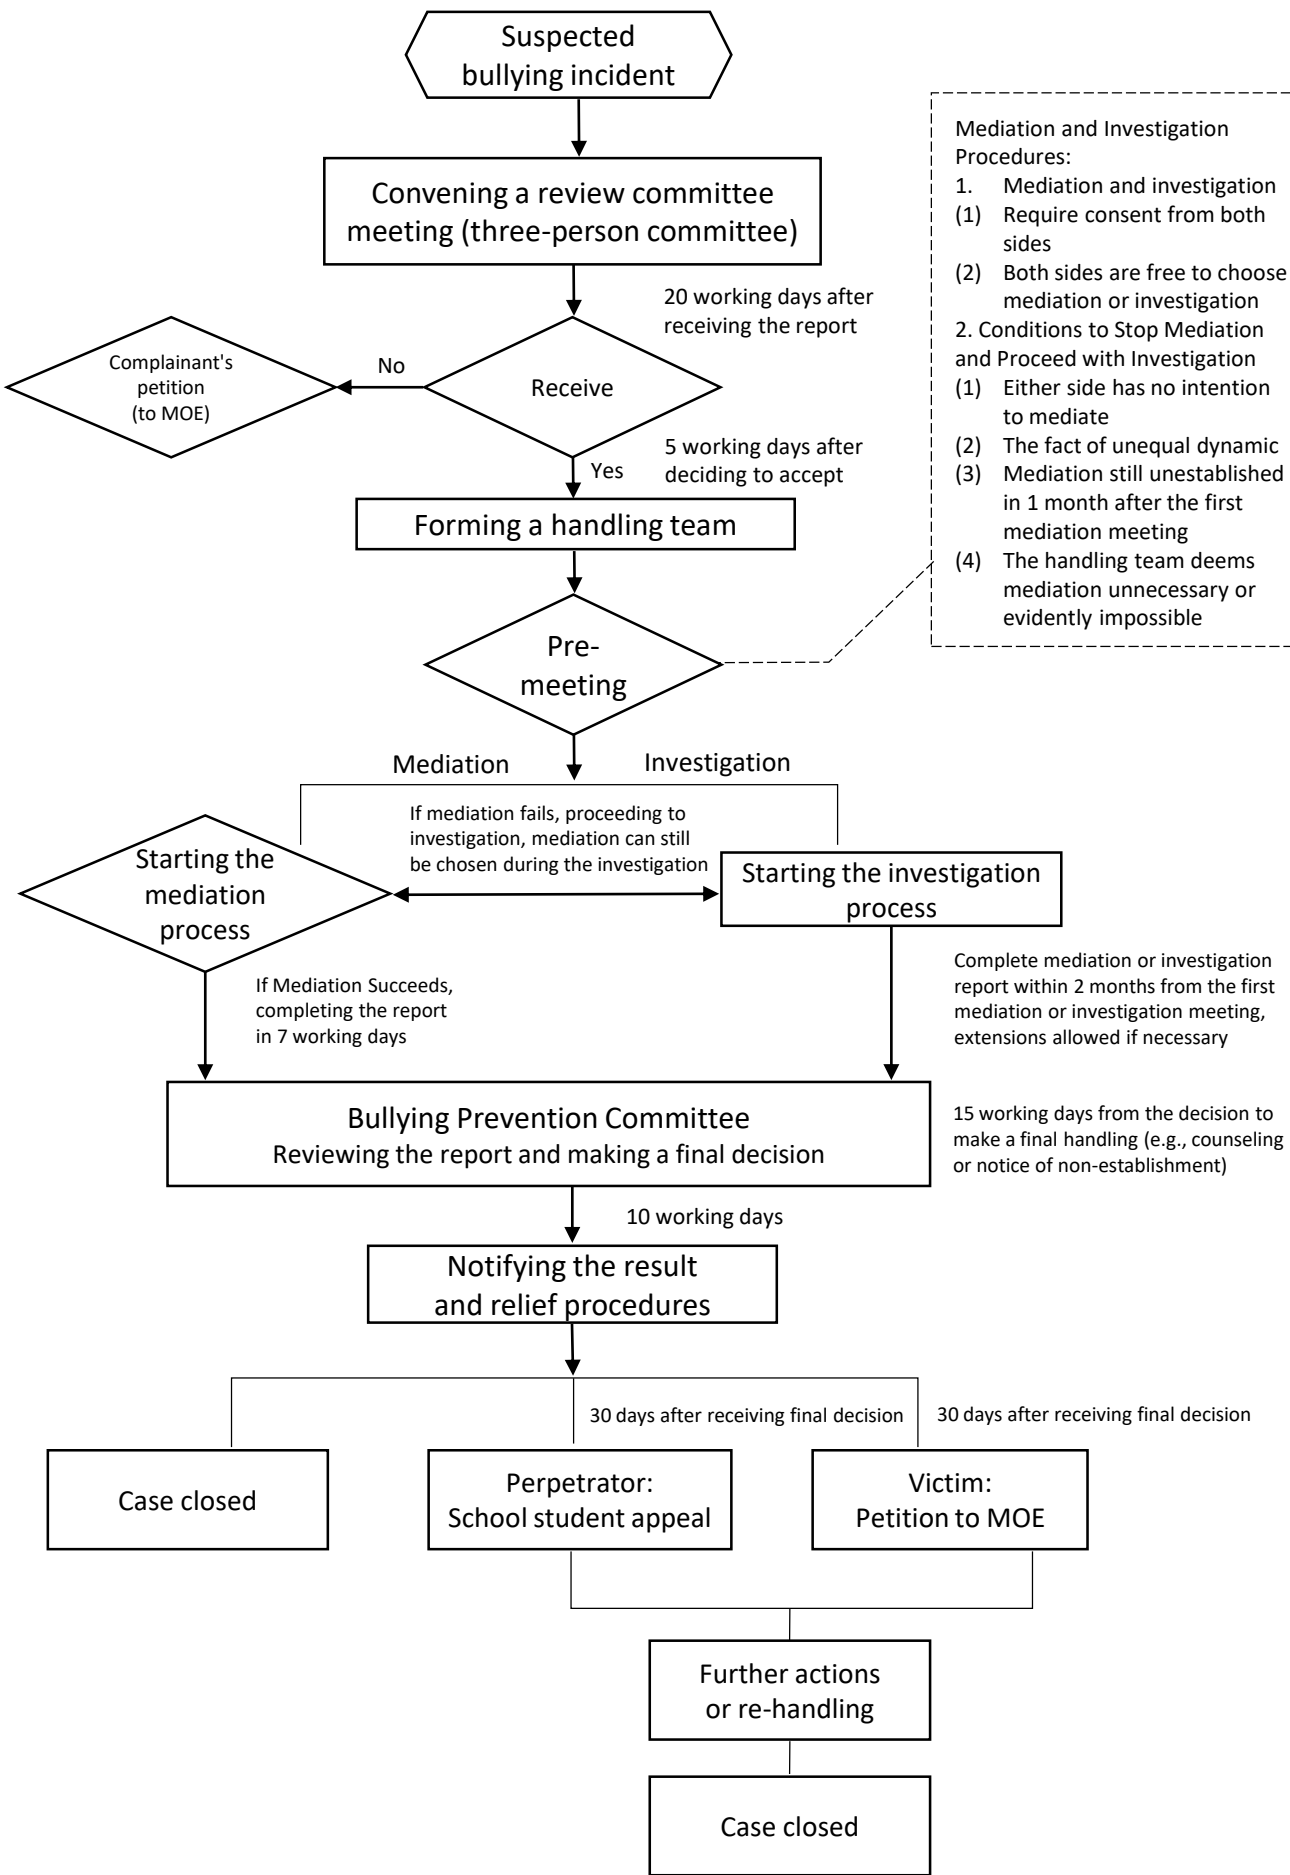 Suspected
bullying incident
Convening a review committee
meeting (three-person committee)
20 working days after
receiving the report
Complainant's
petition
(to MOE)
No
Receive
5 working days after
deciding to accept
Yes
Forming a handling team
Pre-
meeting
Mediation and Investigation
Procedures:
1. Mediation and investigation
(1) Require consent from both
sides
(2) Both sides are free to choose
mediation or investigation
2. Conditions to Stop Mediation
and Proceed with Investigation
(1) Either side has no intention
to mediate
(2) The fact of unequal dynamic
(3) Mediation still unestablished
in 1 month after the first
mediation meeting
(4) The handling team deems
mediation unnecessary or
evidently impossible
Mediation
Investigation
If mediation fails, proceeding to
investigation, mediation can still
be chosen during the investigation
Starting the
mediation
process
Starting the investigation
process
If Mediation Succeeds,
completing the report
in 7 working days
Complete mediation or investigation
report within 2 months from the first
mediation or investigation meeting,
extensions allowed if necessary
Bullying Prevention Committee
Reviewing the report and making a final decision
15 working days from the decision to
make a final handling (e.g., counseling
or notice of non-establishment)
10 working days
Notifying the result
and relief procedures
30 days after receiving final decision
30 days after receiving final decision
Case closed
Perpetrator:
School student appeal
Victim:
Petition to MOE
Further actions
or re-handling
Case closed